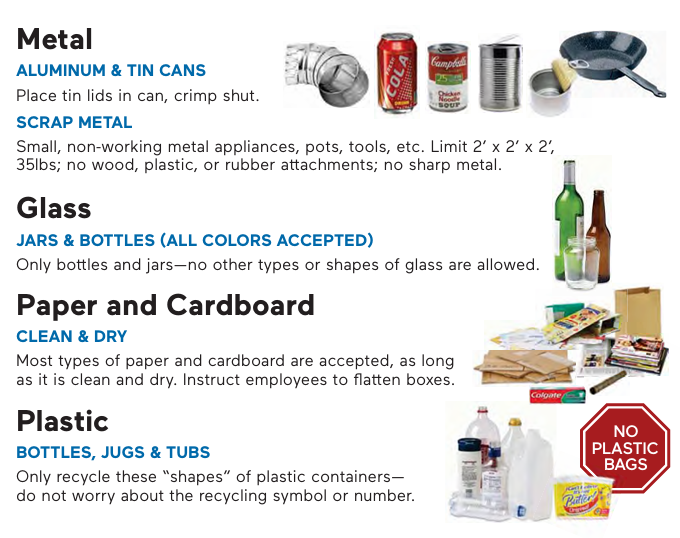 Metal
ALUMINUM & TIN CANS
Place tin lids in can, crimp shut.
SCRAP METAL
Small, non-working metal appliances, pots, tools, etc. Limit 2’ x 2’ x 2’,
35lbs; no wood, plastic, or rubber attachments; no sharp metal.
COLA
Campbell's
Chicken
Noodle
SOUP
Glass
JARS & BOTTLES (ALL COLORS ACCEPTED)
Only bottles and jars—no other types or shapes of glass are allowed.
Paper and Cardboard
CLEAN & DRY
Most types of paper and cardboard are accepted, as long
as it is clean and dry. Instruct employees to flatten boxes.
Colgate
Plastic
BOTTLES, JUGS & TUBS
Only recycle these “shapes” of plastic containers—
do not worry about the recycling symbol or number.
NO
PLASTIC
BAGS
Butter!
Original